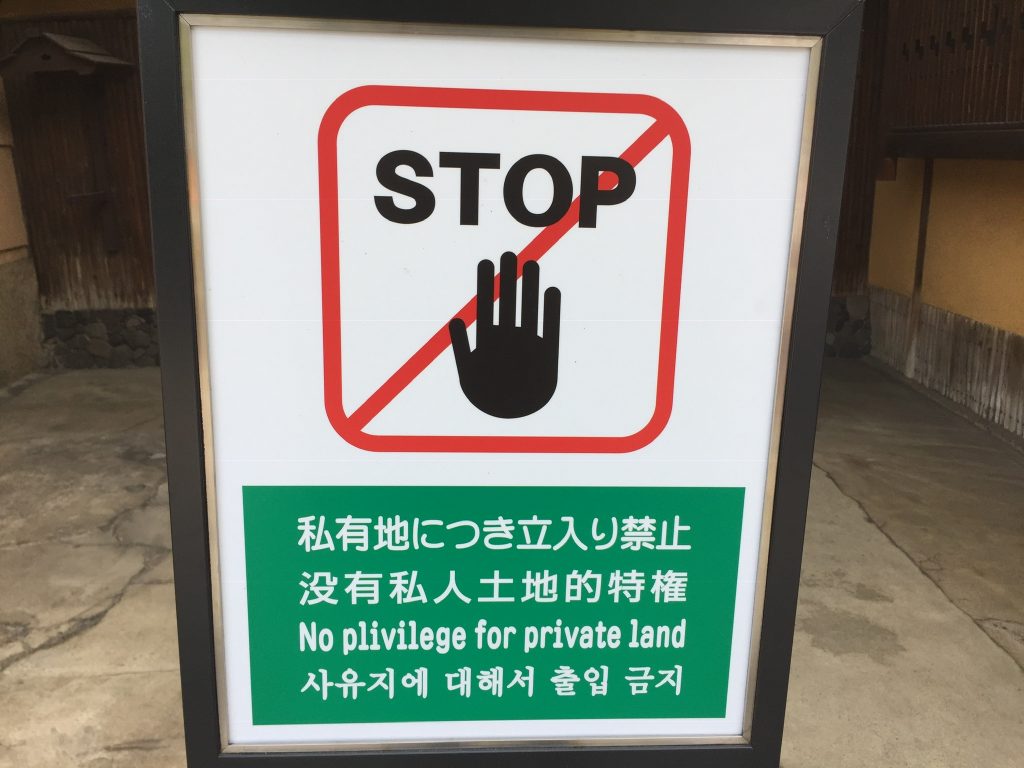 STOP
私有地につき立入り禁止
没有私人土地的特権
No plivilege for private land
사유지에 대해서 출입 금지